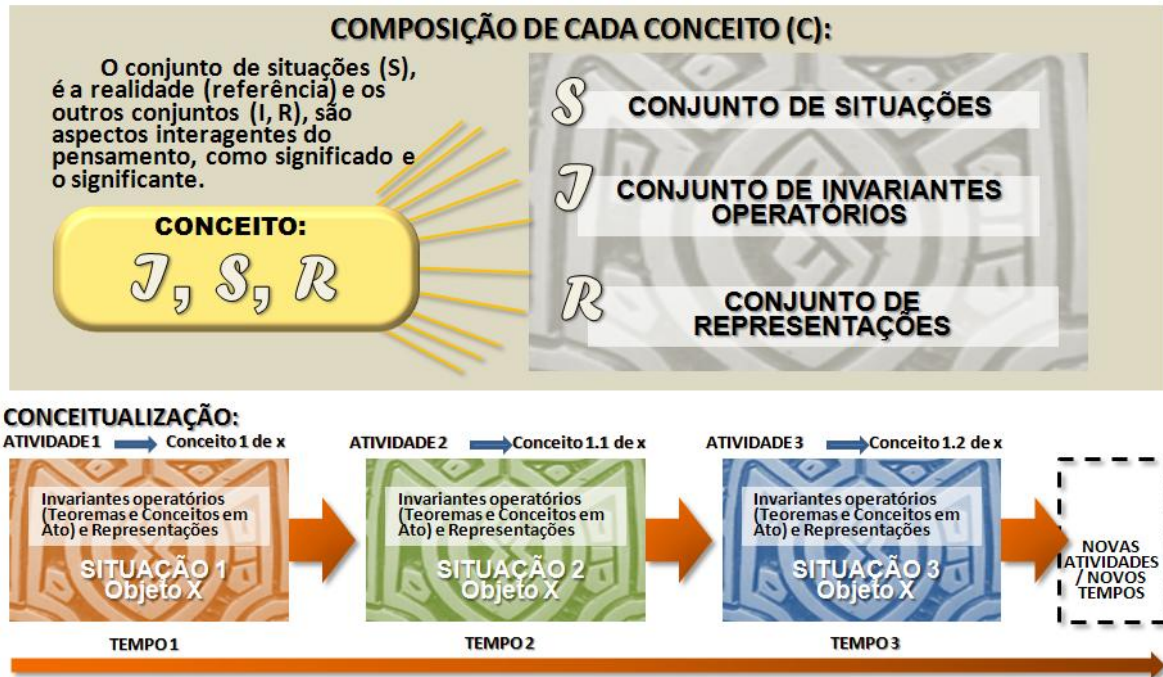 COMPOSIÇÃO DE CADA CONCEITO (C):
O conjunto de situações (S),
é a realidade (referência) e os
outros conjuntos (I, R), são
aspectos interagentes do
pensamento, como significado e
o significante.
CONCEITO:
I, S, R
S CONJUNTO DE SITUAÇÕES
I CONJUNTO DE INVARIANTES
OPERATÓRIOS
R CONJUNTO DE
REPRESENTAÇÕES
CONCEITUALIZAÇÃO:
ATIVIDADE 1 Conceito 1 de x
Invariantes operatórios
(Teoremas e Conceitos em
Ato) e Representações
SITUAÇÃO 1
Objeto X
TEMPO 1
ATIVIDADE 2 Conceito 1.1 de x
Invariantes operatórios
(Teoremas e Conceitos em
Ato) e Representações
SITUAÇÃO 2
Objeto X
TEMPO 2
ATIVIDADE 3 Conceito 1.2 de x
Invariantes operatórios
(Teoremas e Conceitos em
Ato) e Representações
SITUAÇÃO 3
Objeto X
TEMPO 3
NOVAS
ATIVIDADES
/ NOVOS
TEMPOS